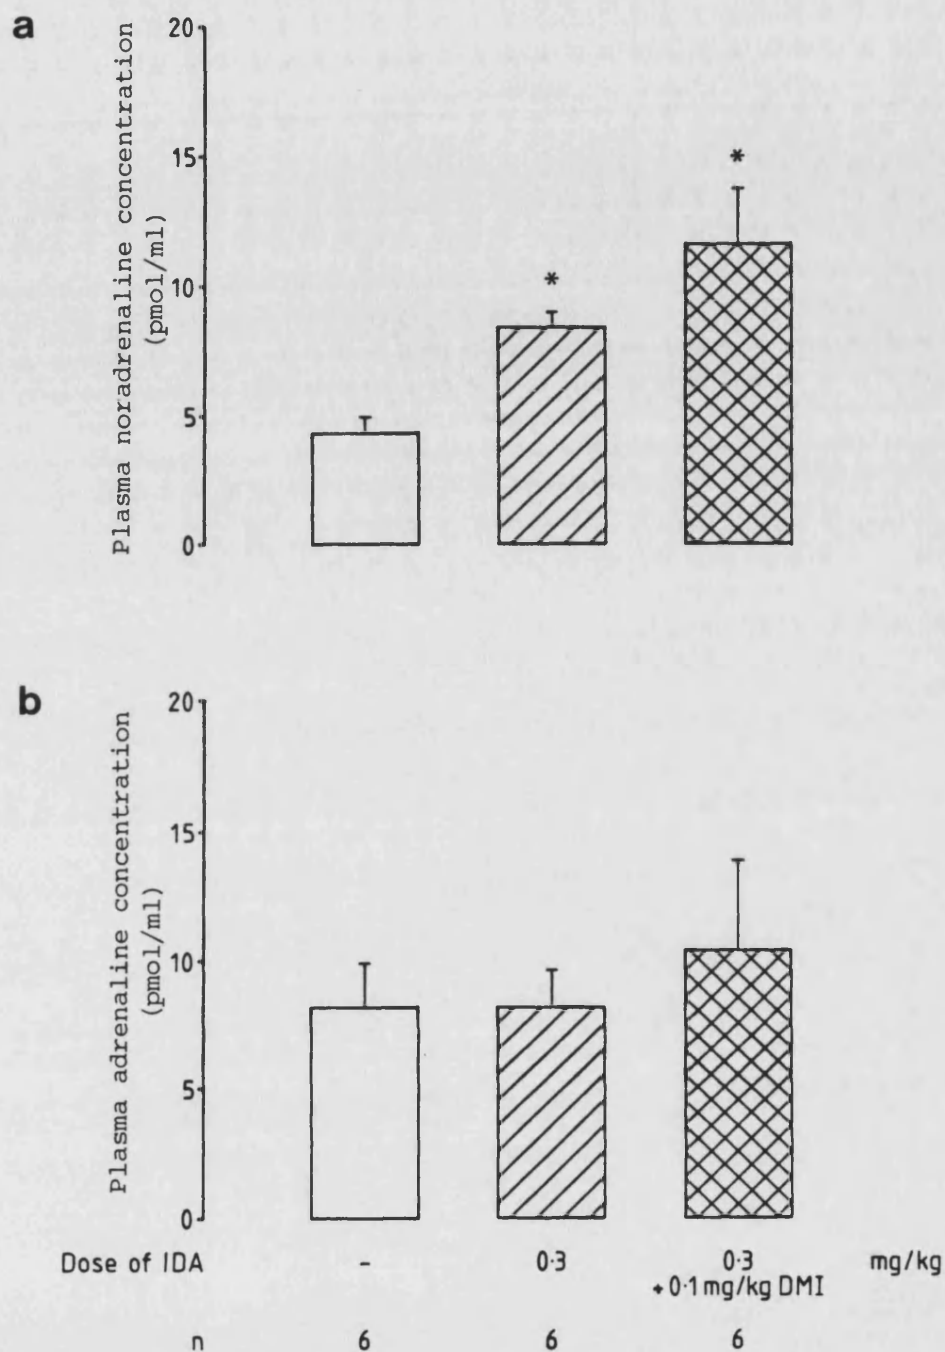 a
Plasma noradrenaline concentration
(pmol/ml)
20
15
10
5
0
*
*
b
Plasma adrenaline concentration
(pmol/ml)
20
15
10
5
0
Dose of IDA - 0·3 0·3 mg/kg
+ 0·1 mg/kg DMI
n 6 6 6